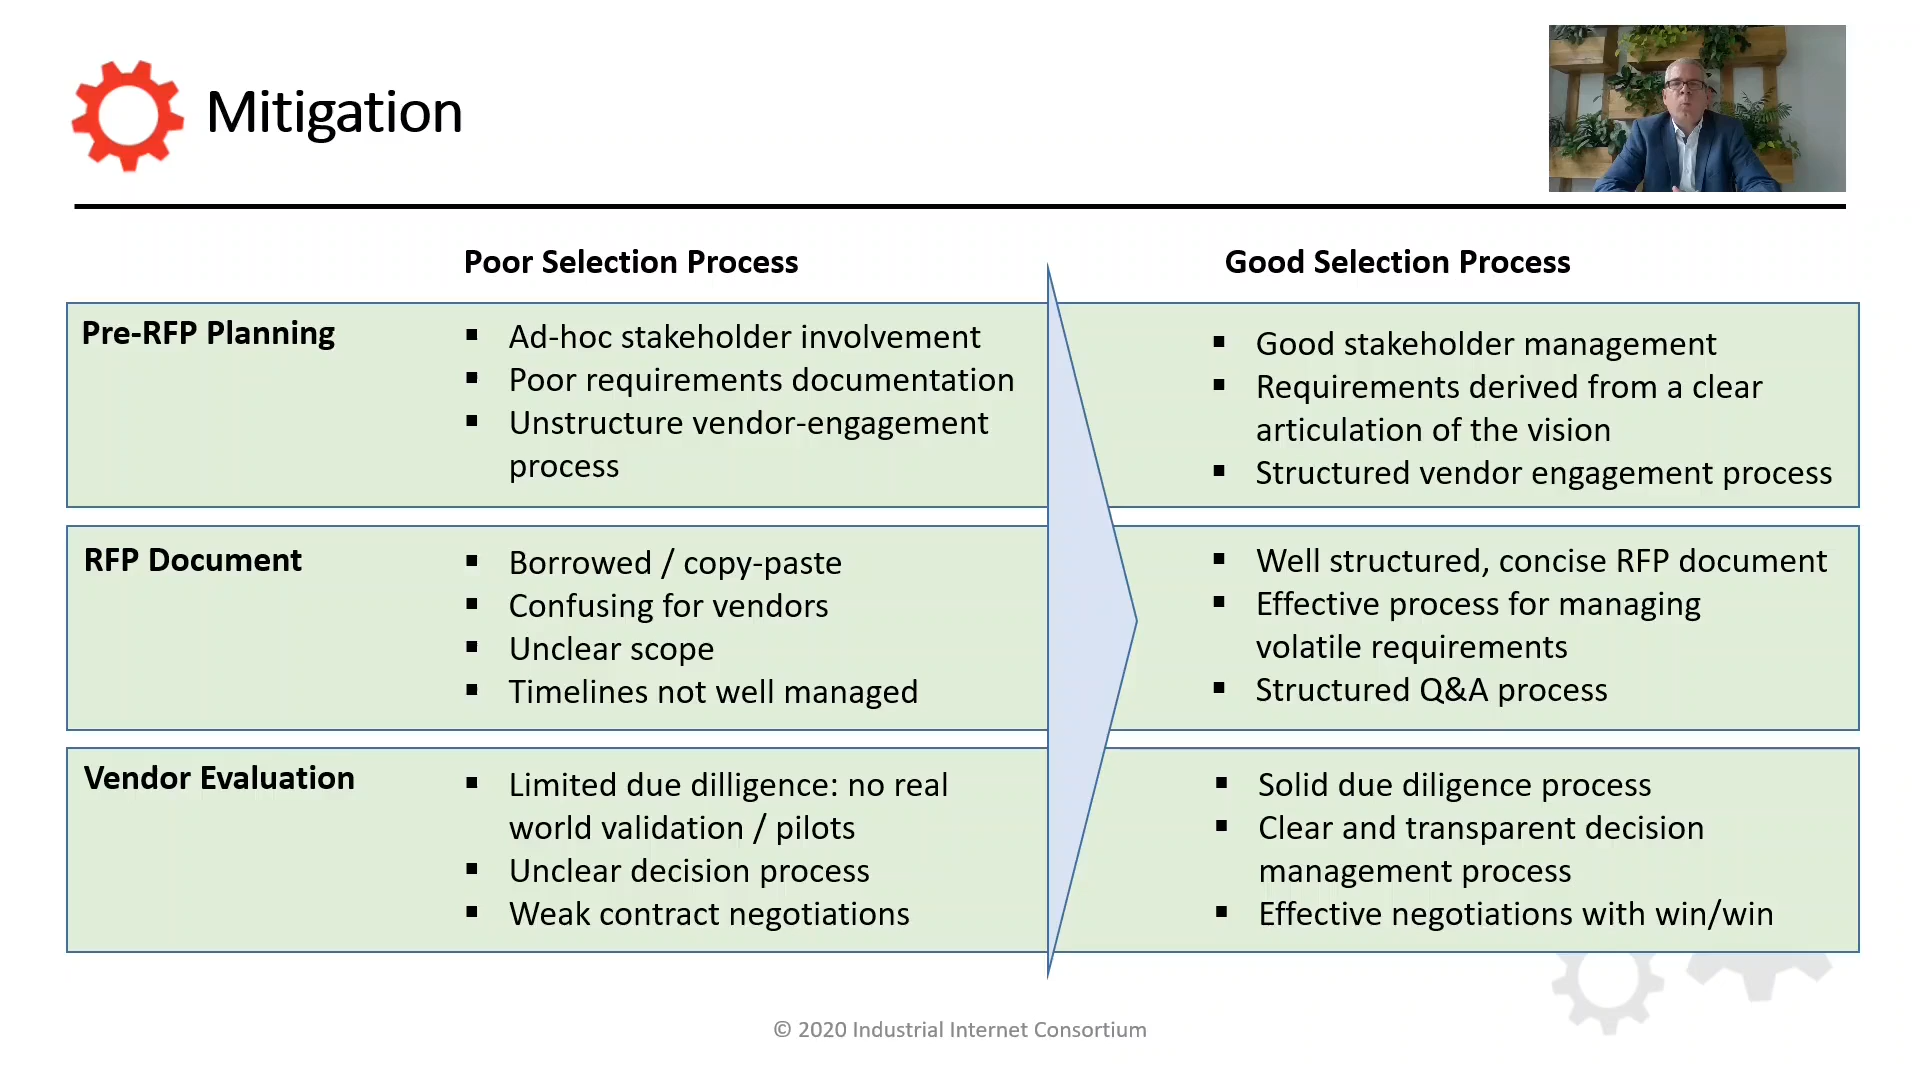 Mitigation
Poor Selection Process
Good Selection Process
Pre-RFP Planning
▪ Ad-hoc stakeholder involvement
▪ Poor requirements documentation
▪ Unstructure vendor-engagement
process
▪ Good stakeholder management
▪ Requirements derived from a clear
articulation of the vision
▪ Structured vendor engagement process
RFP Document
▪ Borrowed / copy-paste
▪ Confusing for vendors
▪ Unclear scope
▪ Timelines not well managed
▪ Well structured, concise RFP document
▪ Effective process for managing
volatile requirements
▪ Structured Q&A process
Vendor Evaluation
▪ Limited due dilligence: no real
world validation / pilots
▪ Unclear decision process
▪ Weak contract negotiations
▪ Solid due diligence process
▪ Clear and transparent decision
management process
▪ Effective negotiations with win/win
© 2020 Industrial Internet Consortium